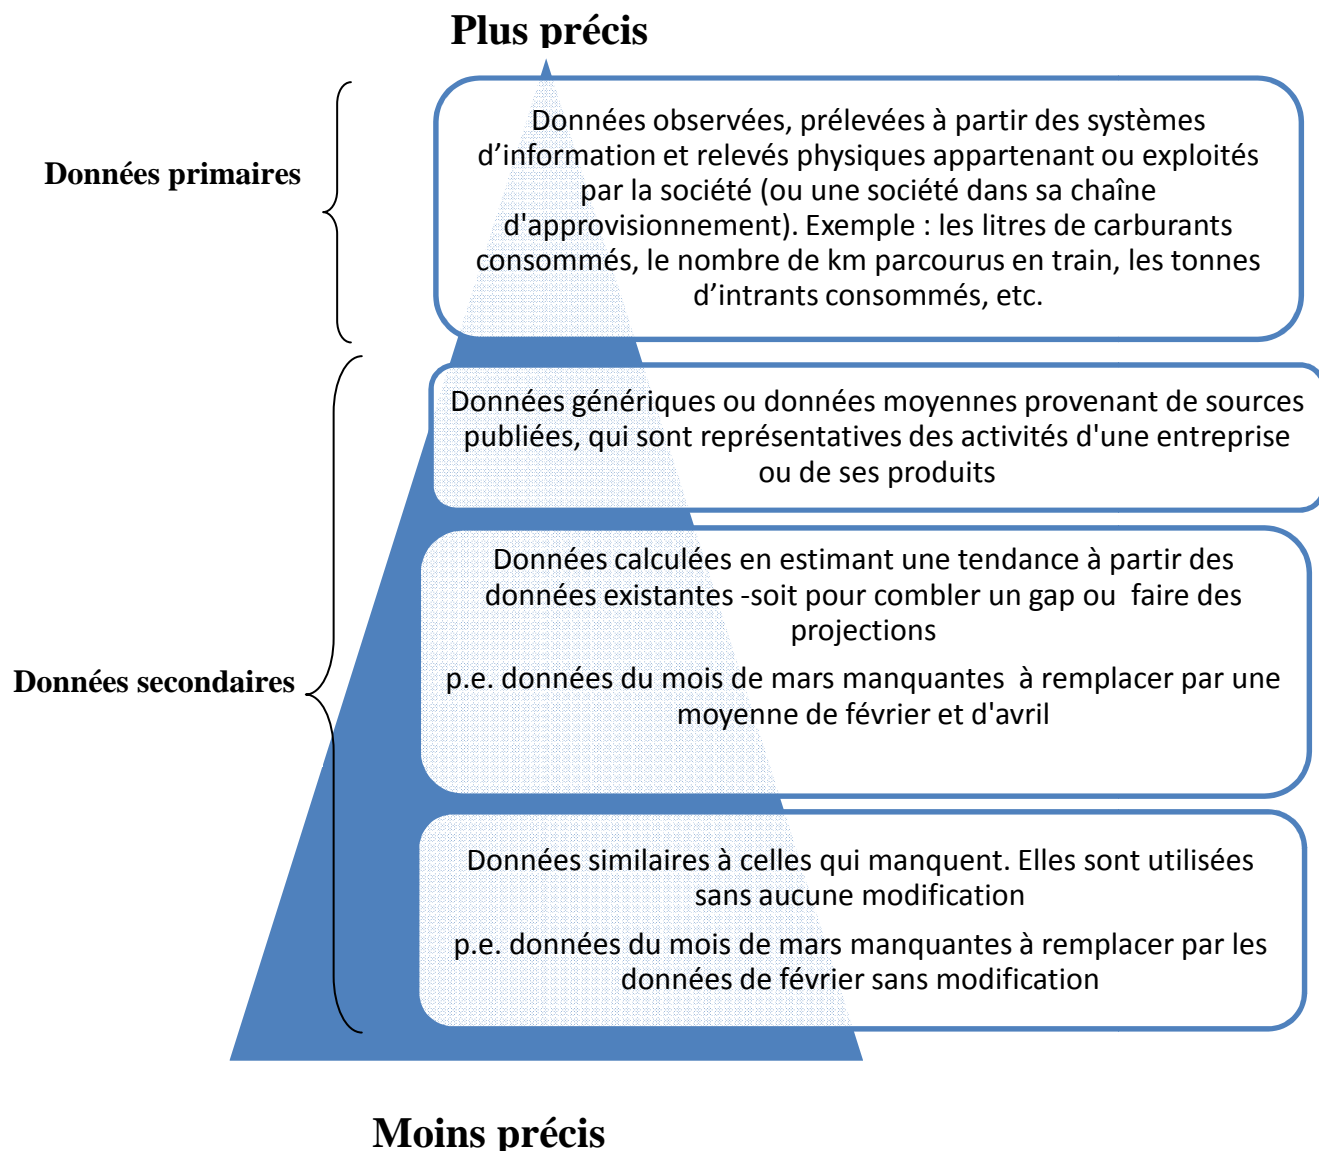 Plus précis
Données primaires
Données observées, prélevées à partir des systèmes
d’information et relevés physiques appartenant ou exploités
par la société (ou une société dans sa chaîne
d'approvisionnement). Exemple : les litres de carburants
consommés, le nombre de km parcourus en train, les tonnes
d’intrants consommés, etc.
Données secondaires
Données génériques ou données moyennes provenant de sources
publiées, qui sont représentatives des activités d'une entreprise
ou de ses produits
Données calculées en estimant une tendance à partir des
données existantes -soit pour combler un gap ou  faire des
projections
p.e. données du mois de mars manquantes  à remplacer par une
moyenne de février et d'avril
Données similaires à celles qui manquent. Elles sont utilisées
sans aucune modification
p.e. données du mois de mars manquantes à remplacer par les
données de février sans modification
Moins précis